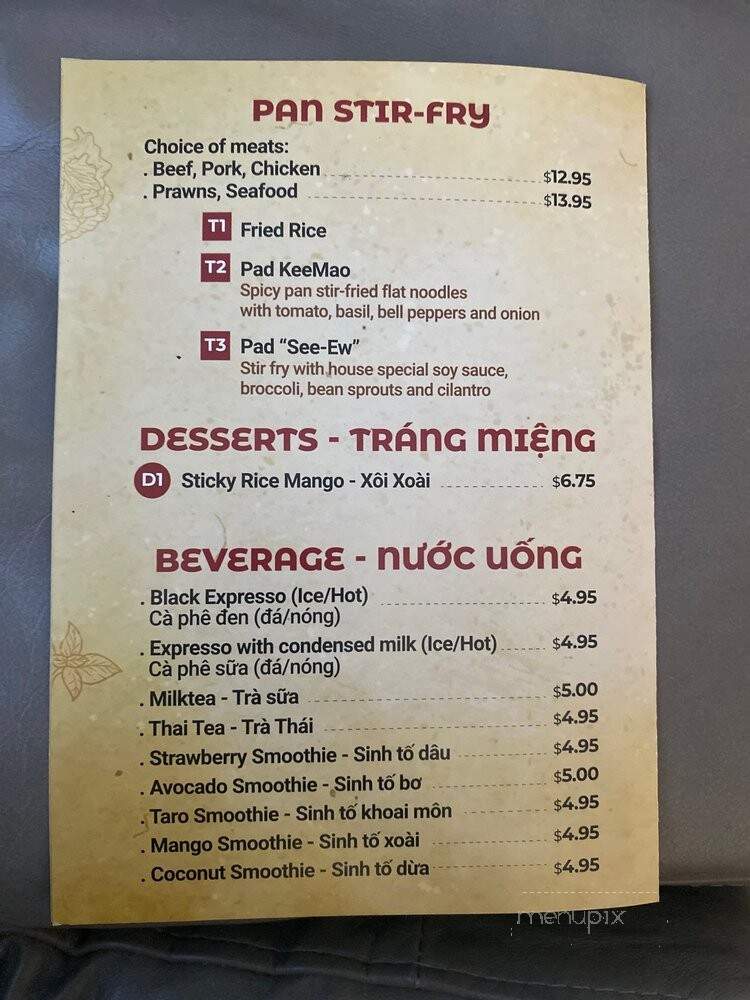 PAN STIR-FRY
Choice of meats:
. Beef, Pork, Chicken $12.95
. Prawns, Seafood $13.95
T1 Fried Rice
T2 Pad KeeMao
Spicy pan stir-fried flat noodles
with tomato, basil, bell peppers and onion
T3 Pad “See-Ew”
Stir fry with house special soy sauce,
broccoli, bean sprouts and cilantro
DESSERTS - TRÁNG MIỆNG
D1 Sticky Rice Mango - Xôi Xoài $6.75
BEVERAGE - NƯỚC UỐNG
. Black Expresso (Ice/Hot) $4.95
Cà phê đen (đá/nóng)
. Expresso with condensed milk (Ice/Hot) $4.95
Cà phê sữa (đá/nóng)
. Milktea - Trà sữa $5.00
. Thai Tea - Trà Thái $4.95
. Strawberry Smoothie - Sinh tố dâu $4.95
. Avocado Smoothie - Sinh tố bơ $5.00
. Taro Smoothie - Sinh tố khoai môn $4.95
. Mango Smoothie - Sinh tố xoài $4.95
. Coconut Smoothie - Sinh tố dừa $4.95
menupix